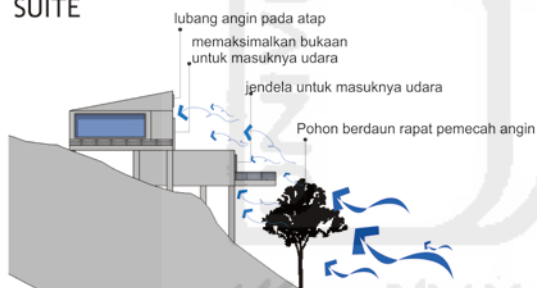 SUITE
lubang angin pada atap
memaksimalkan bukaan
untuk masuknya udara
jendela untuk masuknya udara
Pohon berdaun rapat pemecah angin